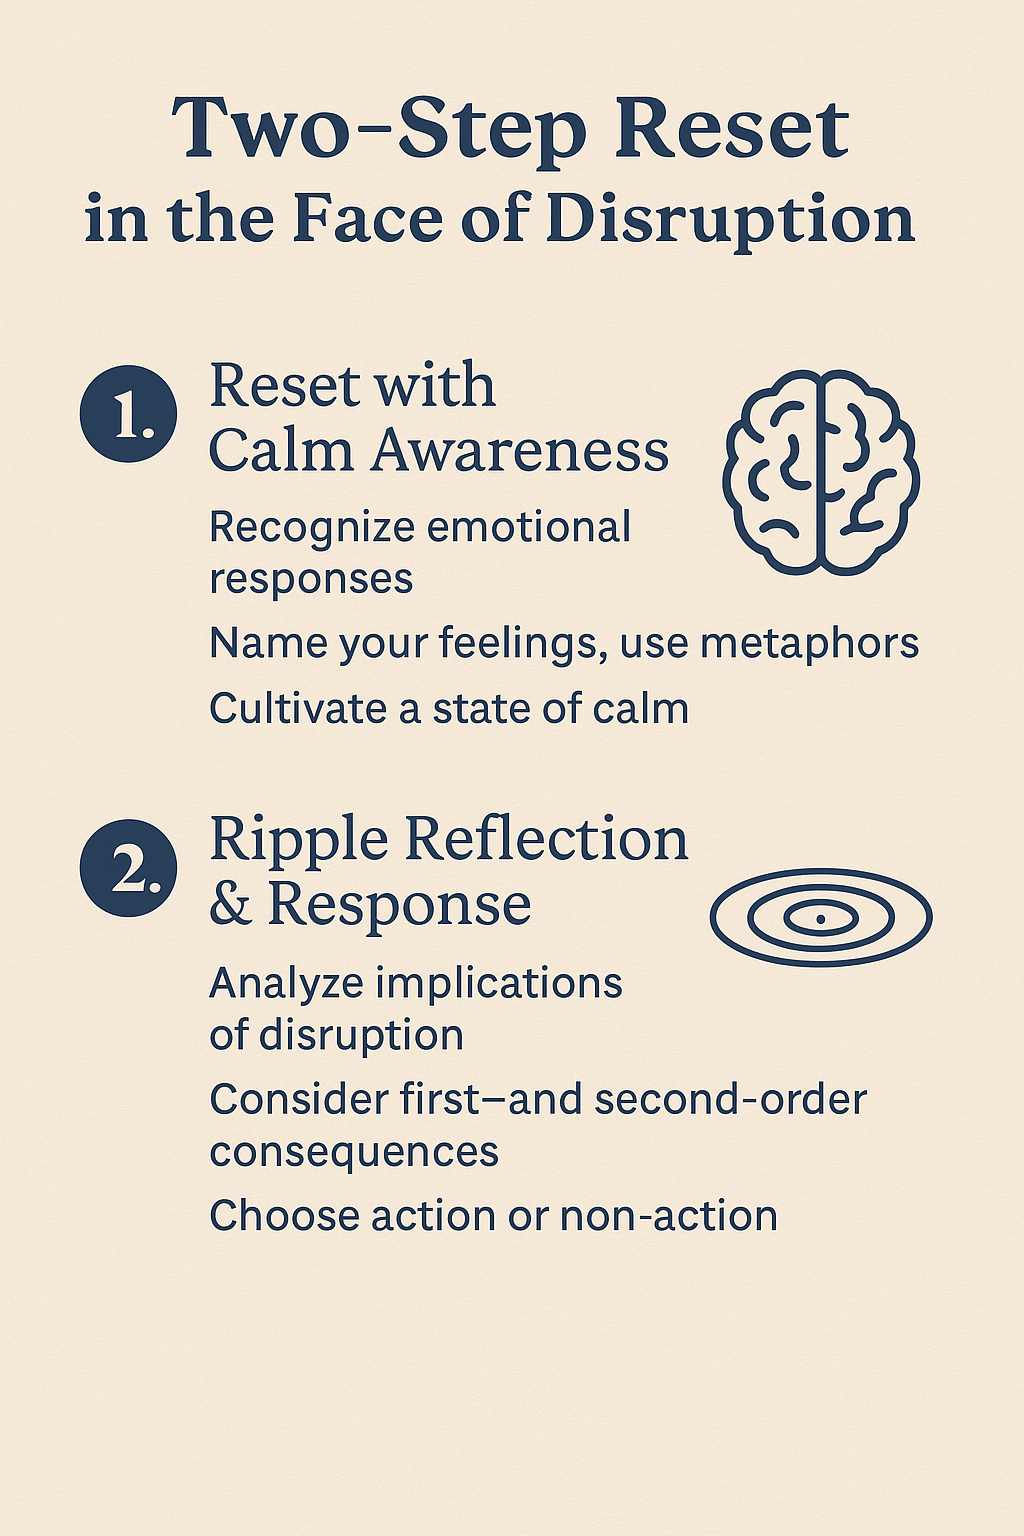 Two-Step Reset
in the Face of Disruption
1.
Reset with
Calm Awareness
Recognize emotional
responses
Name your feelings, use metaphors
Cultivate a state of calm
2.
Ripple Reflection
& Response
Analyze implications
of disruption
Consider first–and second-order
consequences
Choose action or non-action